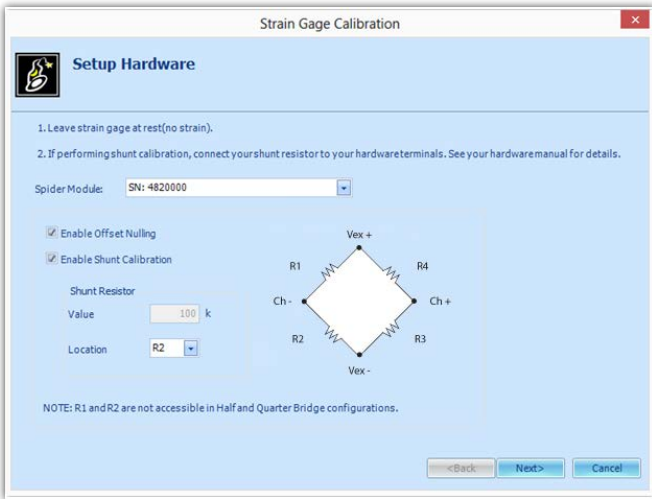 Strain Gage Calibration
Setup Hardware
1. Leave strain gage at rest(no strain).
2. If performing shunt calibration, connect your shunt resistor to your hardware terminals. See your hardware manual for details.
Spider Module: SN: 4820000
Enable Offset Nulling
Enable Shunt Calibration
Shunt Resistor
Value 100 k
Location R2
Vex +
R1 R4
Ch - Ch +
R2 R3
Vex -
NOTE: R1 and R2 are not accessible in Half and Quarter Bridge configurations.
<Back Next> Cancel